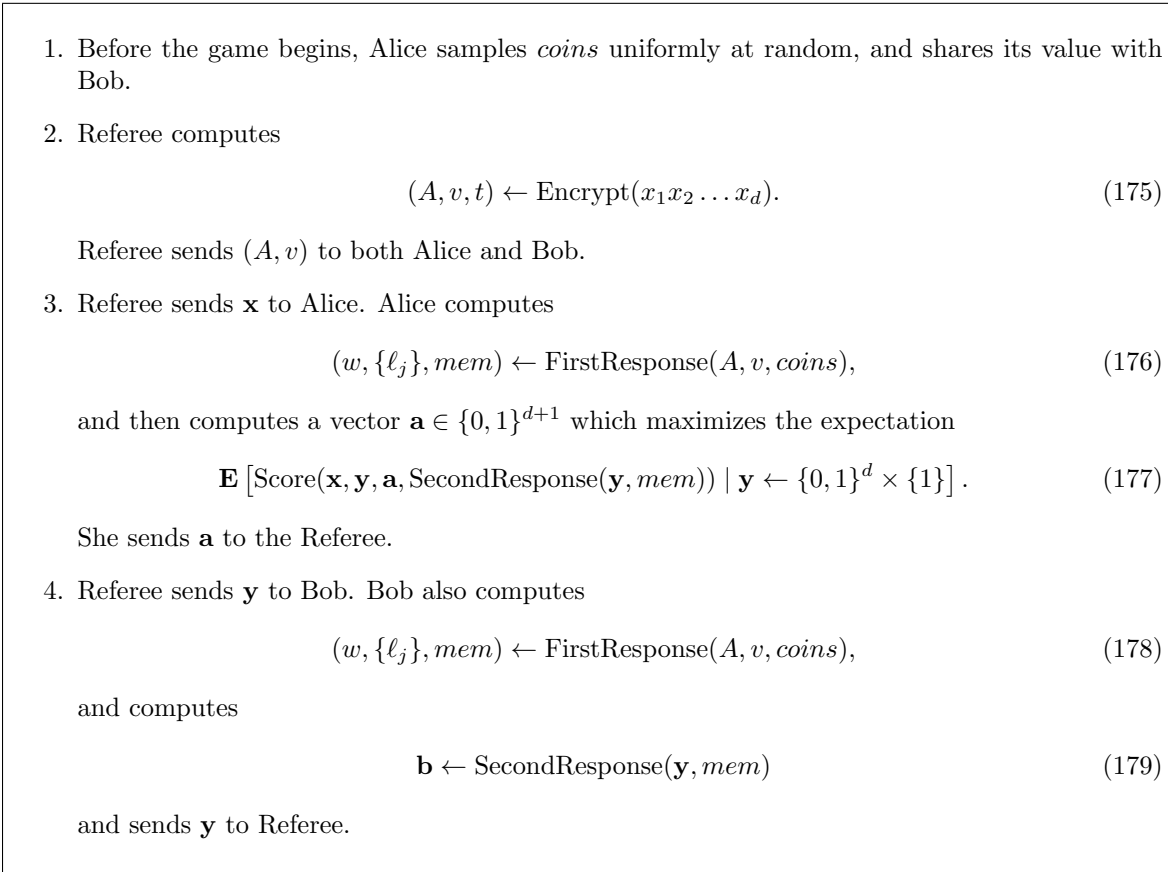 1. Before the game begins, Alice samples coins uniformly at random, and shares its value with
Bob.
2. Referee computes
(A, v, t) ← Encrypt(x₁x₂ … x_d). (175)
Referee sends (A, v) to both Alice and Bob.
3. Referee sends x to Alice. Alice computes
(w, {ℓ_j}, mem) ← FirstResponse(A, v, coins), (176)
and then computes a vector a ∈ {0, 1}^{d+1} which maximizes the expectation
E [Score(x, y, a, SecondResponse(y, mem)) | y ← {0, 1}^d × {1}] . (177)
She sends a to the Referee.
4. Referee sends y to Bob. Bob also computes
(w, {ℓ_j}, mem) ← FirstResponse(A, v, coins), (178)
and computes
b ← SecondResponse(y, mem) (179)
and sends y to Referee.